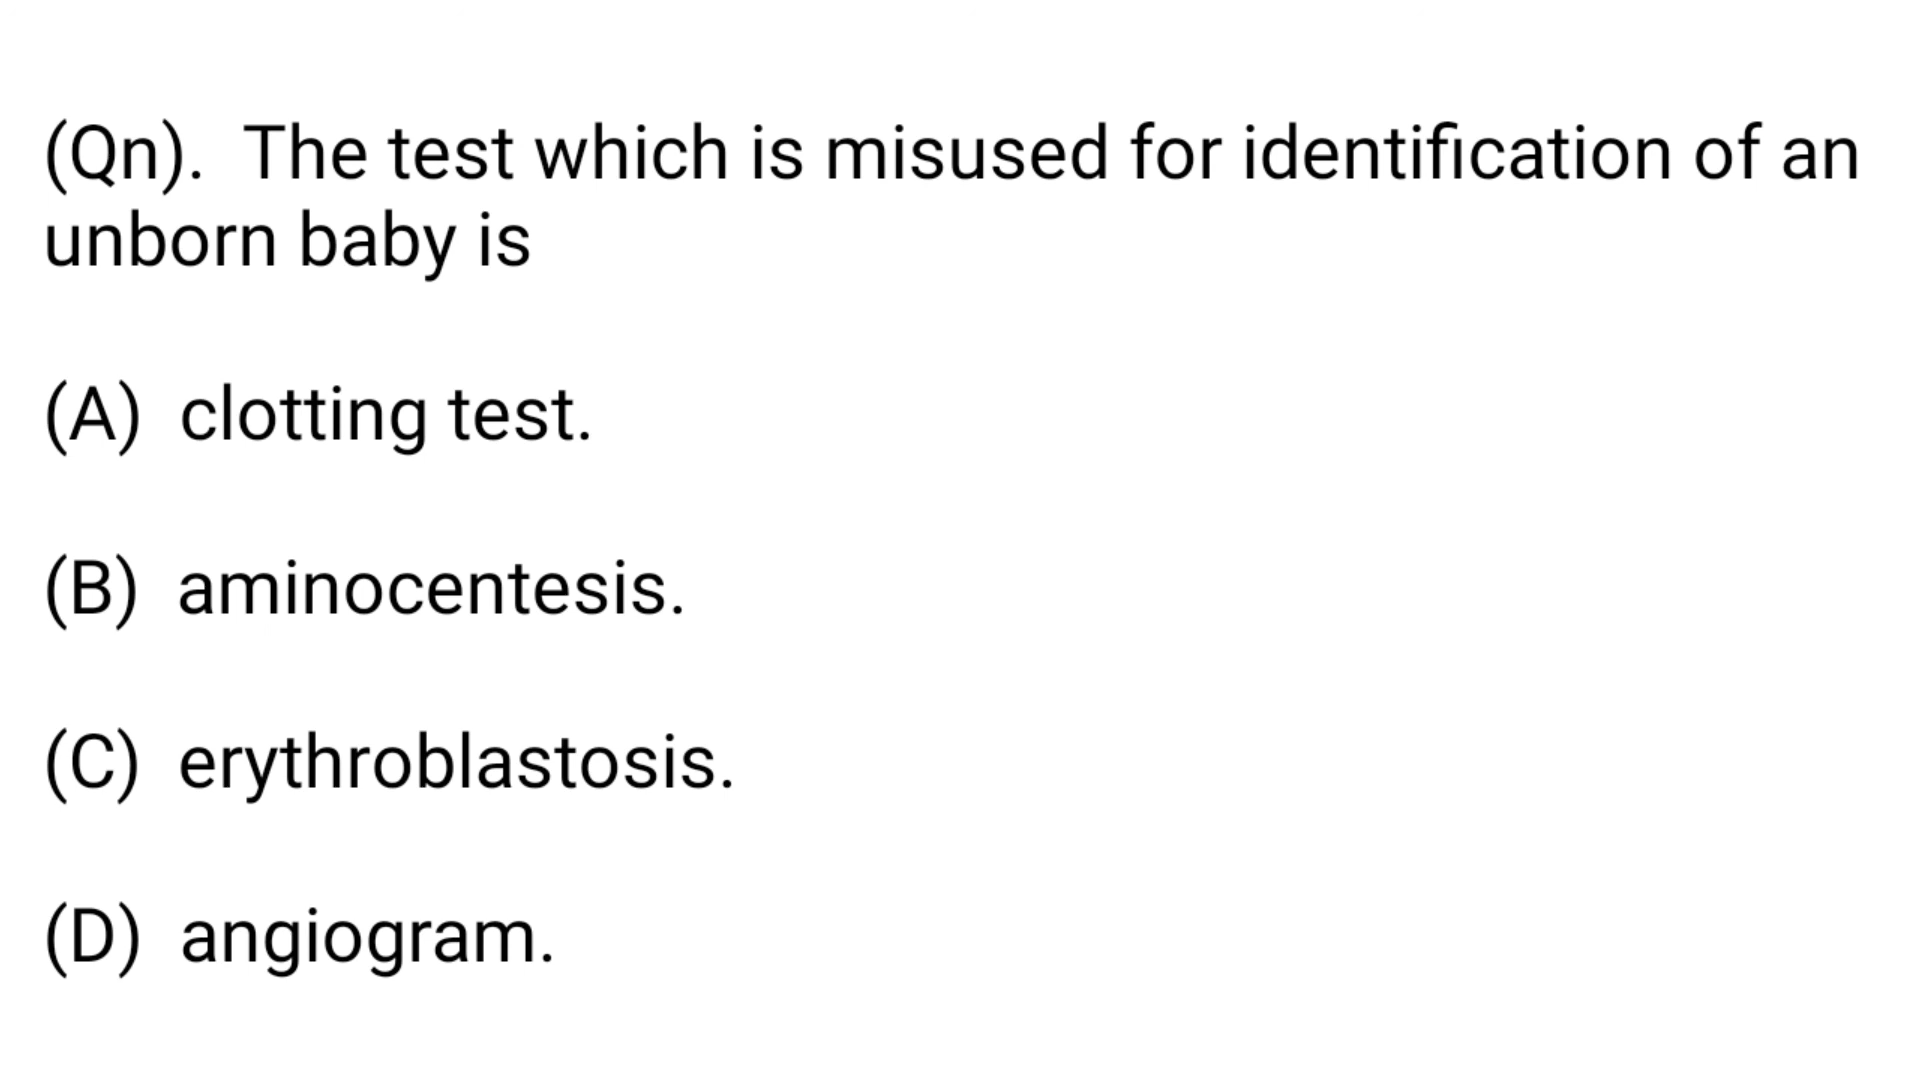 (Qn). The test which is misused for identification of an
unborn baby is
(A) clotting test.
(B) aminocentesis.
(C) erythroblastosis.
(D) angiogram.